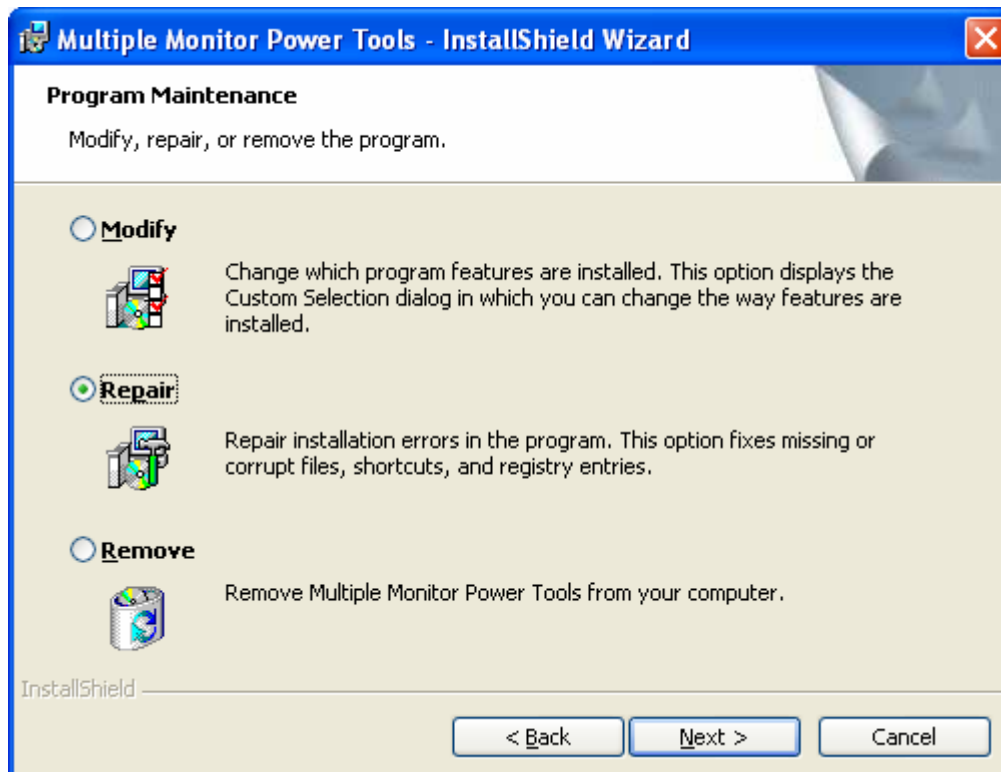 Multiple Monitor Power Tools - InstallShield Wizard
Program Maintenance
Modify, repair, or remove the program.
Modify
Change which program features are installed. This option displays the
Custom Selection dialog in which you can change the way features are
installed.
Repair
Repair installation errors in the program. This option fixes missing or
corrupt files, shortcuts, and registry entries.
Remove
Remove Multiple Monitor Power Tools from your computer.
InstallShield
< Back
Next >
Cancel